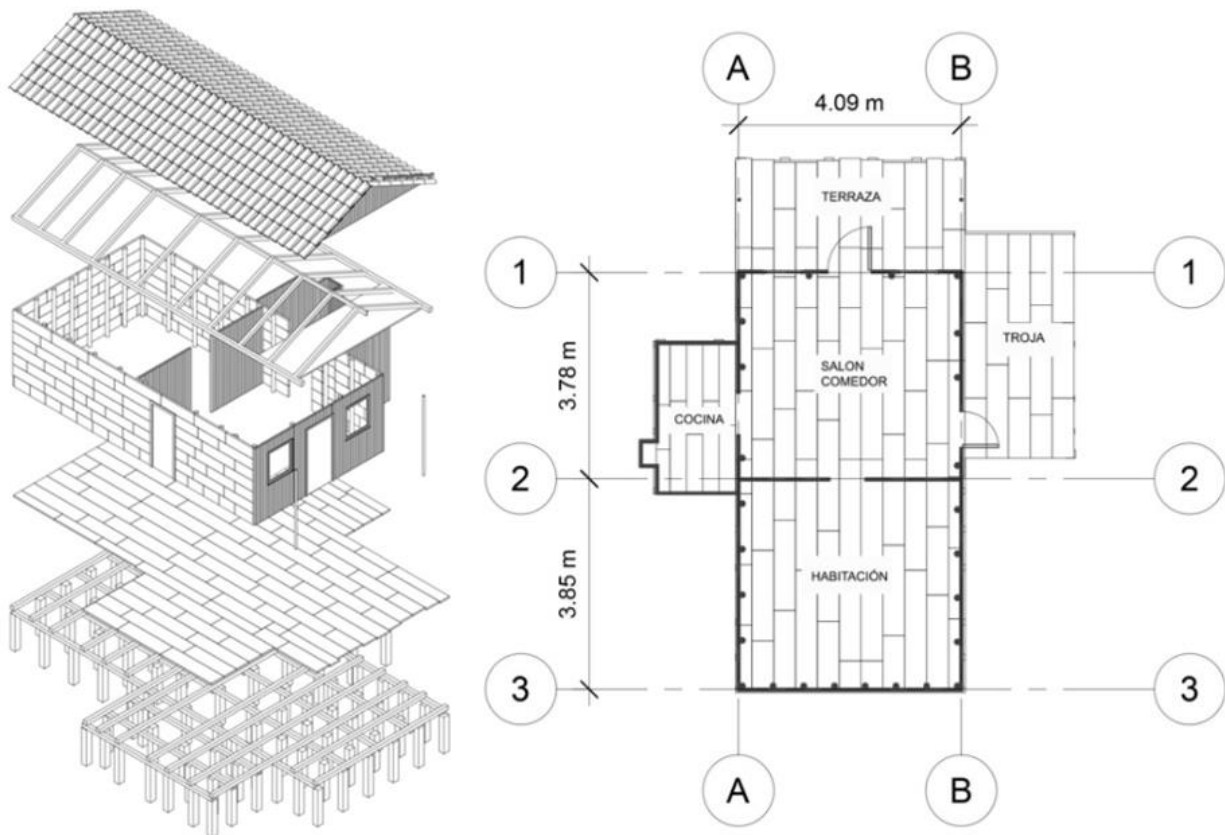 A
B
4.09 m
TERRAZA
1
1
TROJA
3.78 m
SALON
COMEDOR
COCINA
2
2
3.85 m
HABITACIÓN
3
3
A
B